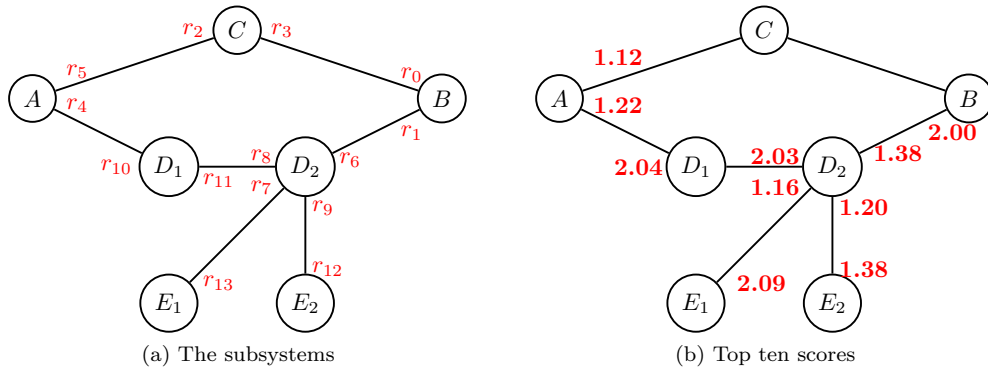 r2 C r3
r5 r0
A B
r4 r1
r10 D1 r8 D2 r6
r11 r7
r9
r13 r12
E1 E2
(a) The subsystems
C
1.12
A B
1.22 2.00
2.04 D1 2.03 D2 1.38
1.16
1.20
2.09 1.38
E1 E2
(b) Top ten scores